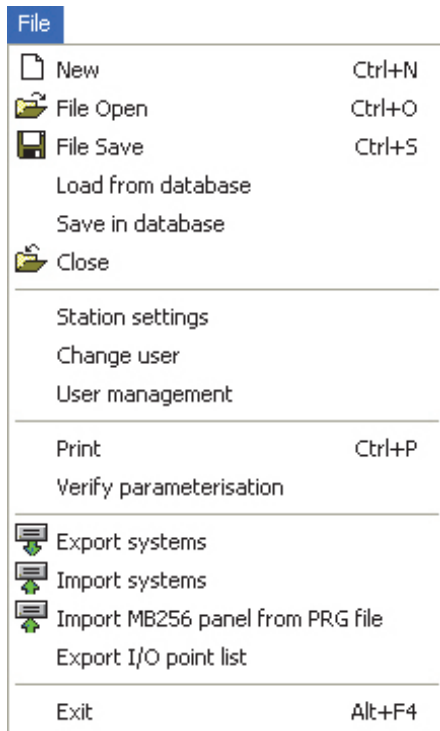 File
New Ctrl+N
File Open Ctrl+O
File Save Ctrl+S
Load from database
Save in database
Close
Station settings
Change user
User management
Print Ctrl+P
Verify parameterisation
Export systems
Import systems
Import MB256 panel from PRG file
Export I/O point list
Exit Alt+F4